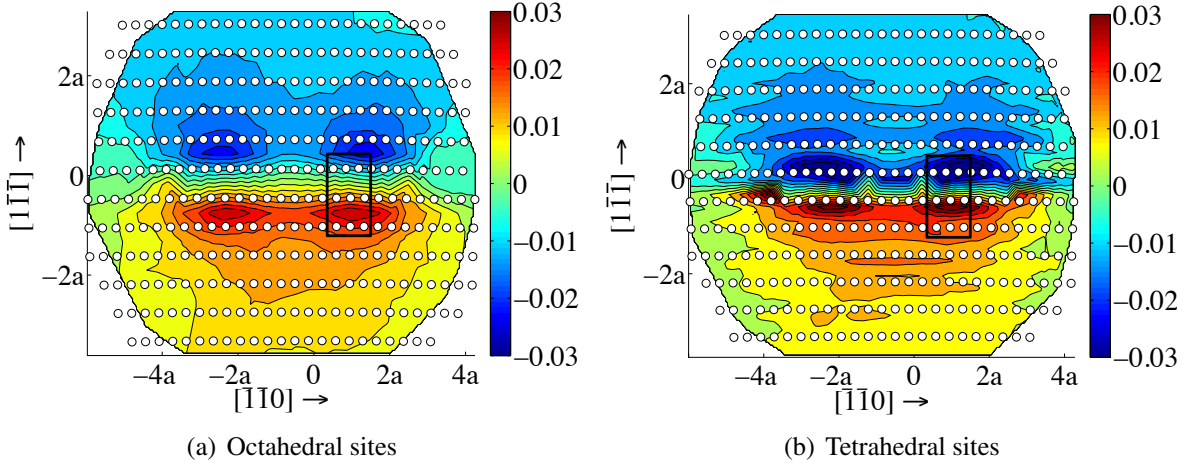 0.03
0.02
0.01
0
−0.01
−0.02
−0.03
2a
0
−2a
[11̄1̄] →
−4a −2a 0 2a 4a
[1̄1̄0] →
(a) Octahedral sites
0.03
0.02
0.01
0
−0.01
−0.02
−0.03
2a
0
−2a
[11̄1̄] →
−4a −2a 0 2a 4a
[1̄1̄0] →
(b) Tetrahedral sites